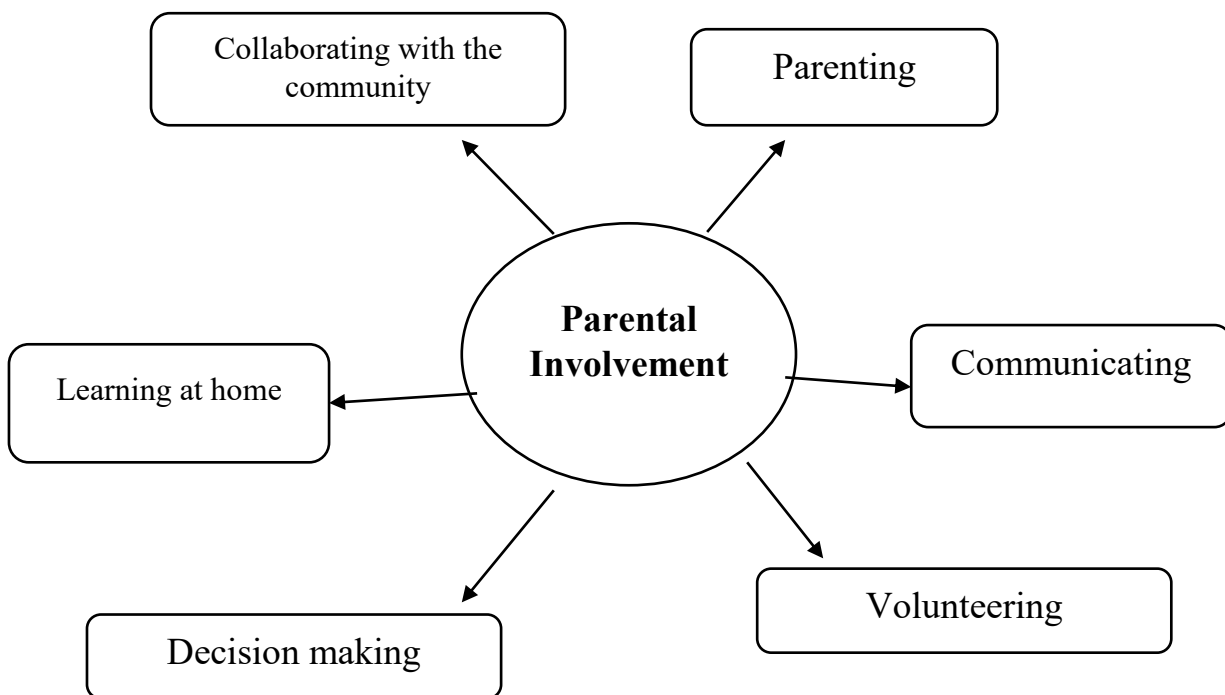 Collaborating with the
community
Parenting
Parental
Involvement
Communicating
Learning at home
Volunteering
Decision making